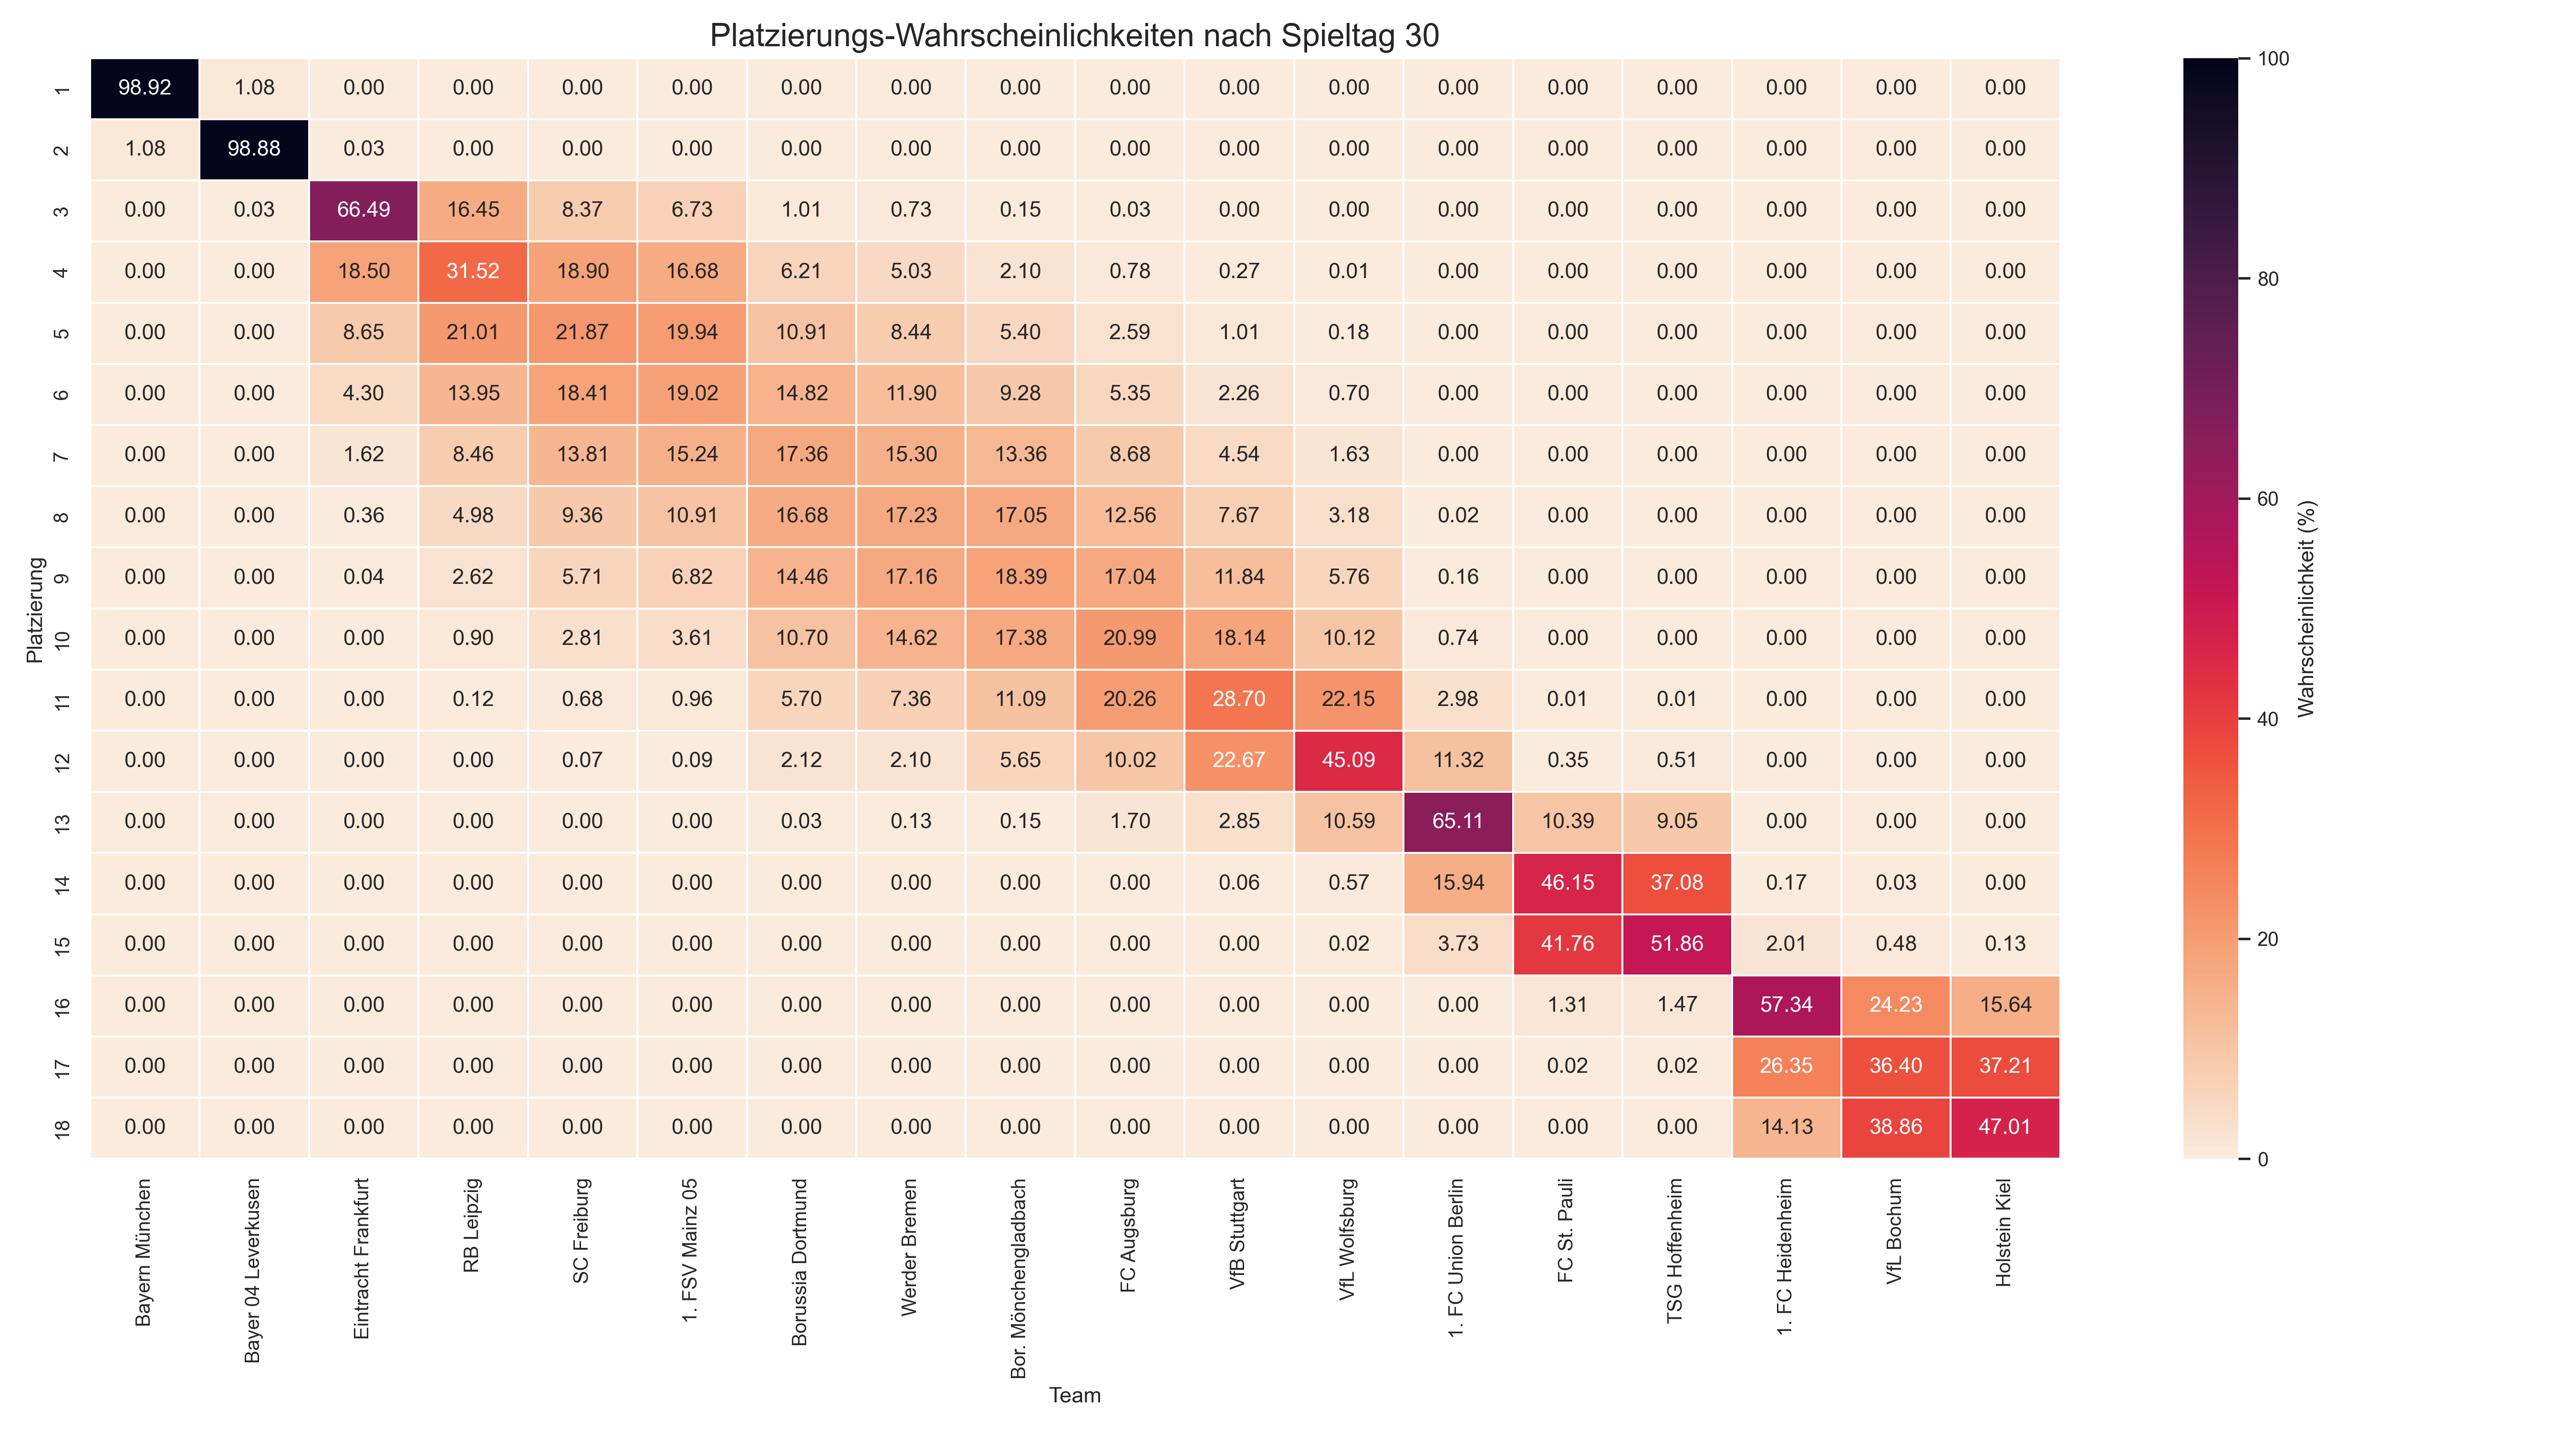 Platzierungs-Wahrscheinlichkeiten nach Spieltag 30
1 98.92 1.08 0.00 0.00 0.00 0.00 0.00 0.00 0.00 0.00 0.00 0.00 0.00 0.00 0.00 0.00 0.00 0.00
2 1.08 98.88 0.03 0.00 0.00 0.00 0.00 0.00 0.00 0.00 0.00 0.00 0.00 0.00 0.00 0.00 0.00 0.00
3 0.00 0.03 66.49 16.45 8.37 6.73 1.01 0.73 0.15 0.03 0.00 0.00 0.00 0.00 0.00 0.00 0.00 0.00
4 0.00 0.00 18.50 31.52 18.90 16.68 6.21 5.03 2.10 0.78 0.27 0.01 0.00 0.00 0.00 0.00 0.00 0.00
5 0.00 0.00 8.65 21.01 21.87 19.94 10.91 8.44 5.40 2.59 1.01 0.18 0.00 0.00 0.00 0.00 0.00 0.00
6 0.00 0.00 4.30 13.95 18.41 19.02 14.82 11.90 9.28 5.35 2.26 0.70 0.00 0.00 0.00 0.00 0.00 0.00
7 0.00 0.00 1.62 8.46 13.81 15.24 17.36 15.30 13.36 8.68 4.54 1.63 0.00 0.00 0.00 0.00 0.00 0.00
8 0.00 0.00 0.36 4.98 9.36 10.91 16.68 17.23 17.05 12.56 7.67 3.18 0.02 0.00 0.00 0.00 0.00 0.00
9 0.00 0.00 0.04 2.62 5.71 6.82 14.46 17.16 18.39 17.04 11.84 5.76 0.16 0.00 0.00 0.00 0.00 0.00
10 0.00 0.00 0.00 0.90 2.81 3.61 10.70 14.62 17.38 20.99 18.14 10.12 0.74 0.00 0.00 0.00 0.00 0.00
11 0.00 0.00 0.00 0.12 0.68 0.96 5.70 7.36 11.09 20.26 28.70 22.15 2.98 0.01 0.01 0.00 0.00 0.00
12 0.00 0.00 0.00 0.00 0.07 0.09 2.12 2.10 5.65 10.02 22.67 45.09 11.32 0.35 0.51 0.00 0.00 0.00
13 0.00 0.00 0.00 0.00 0.00 0.00 0.03 0.13 0.15 1.70 2.85 10.59 65.11 10.39 9.05 0.00 0.00 0.00
14 0.00 0.00 0.00 0.00 0.00 0.00 0.00 0.00 0.00 0.00 0.06 0.57 15.94 46.15 37.08 0.17 0.03 0.00
15 0.00 0.00 0.00 0.00 0.00 0.00 0.00 0.00 0.00 0.00 0.00 0.02 3.73 41.76 51.86 2.01 0.48 0.13
16 0.00 0.00 0.00 0.00 0.00 0.00 0.00 0.00 0.00 0.00 0.00 0.00 0.00 1.31 1.47 57.34 24.23 15.64
17 0.00 0.00 0.00 0.00 0.00 0.00 0.00 0.00 0.00 0.00 0.00 0.00 0.00 0.02 0.02 26.35 36.40 37.21
18 0.00 0.00 0.00 0.00 0.00 0.00 0.00 0.00 0.00 0.00 0.00 0.00 0.00 0.00 0.00 14.13 38.86 47.01
Platzierung
Bayern München
Bayer 04 Leverkusen
Eintracht Frankfurt
RB Leipzig
SC Freiburg
1. FSV Mainz 05
Borussia Dortmund
Werder Bremen
Bor. Mönchengladbach
FC Augsburg
VfB Stuttgart
VfL Wolfsburg
1. FC Union Berlin
FC St. Pauli
TSG Hoffenheim
1. FC Heidenheim
VfL Bochum
Holstein Kiel
Team
100
80
60
40
20
0
Wahrscheinlichkeit (%)